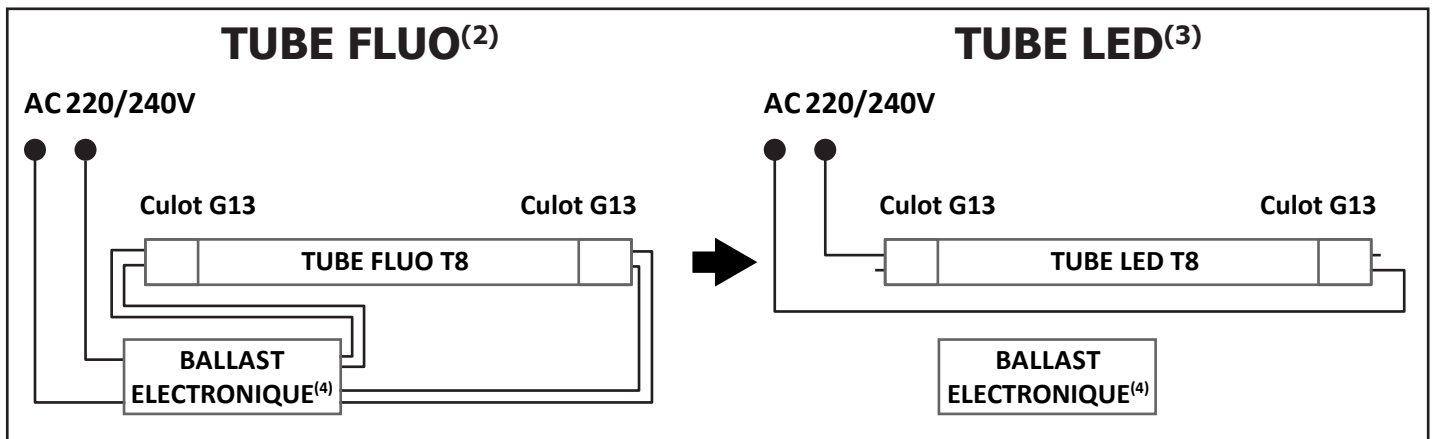 TUBE FLUO(2)
AC 220/240V
Culot G13
Culot G13
TUBE FLUO T8
BALLAST
ELECTRONIQUE(4)
TUBE LED(3)
AC 220/240V
Culot G13
Culot G13
TUBE LED T8
BALLAST
ELECTRONIQUE(4)